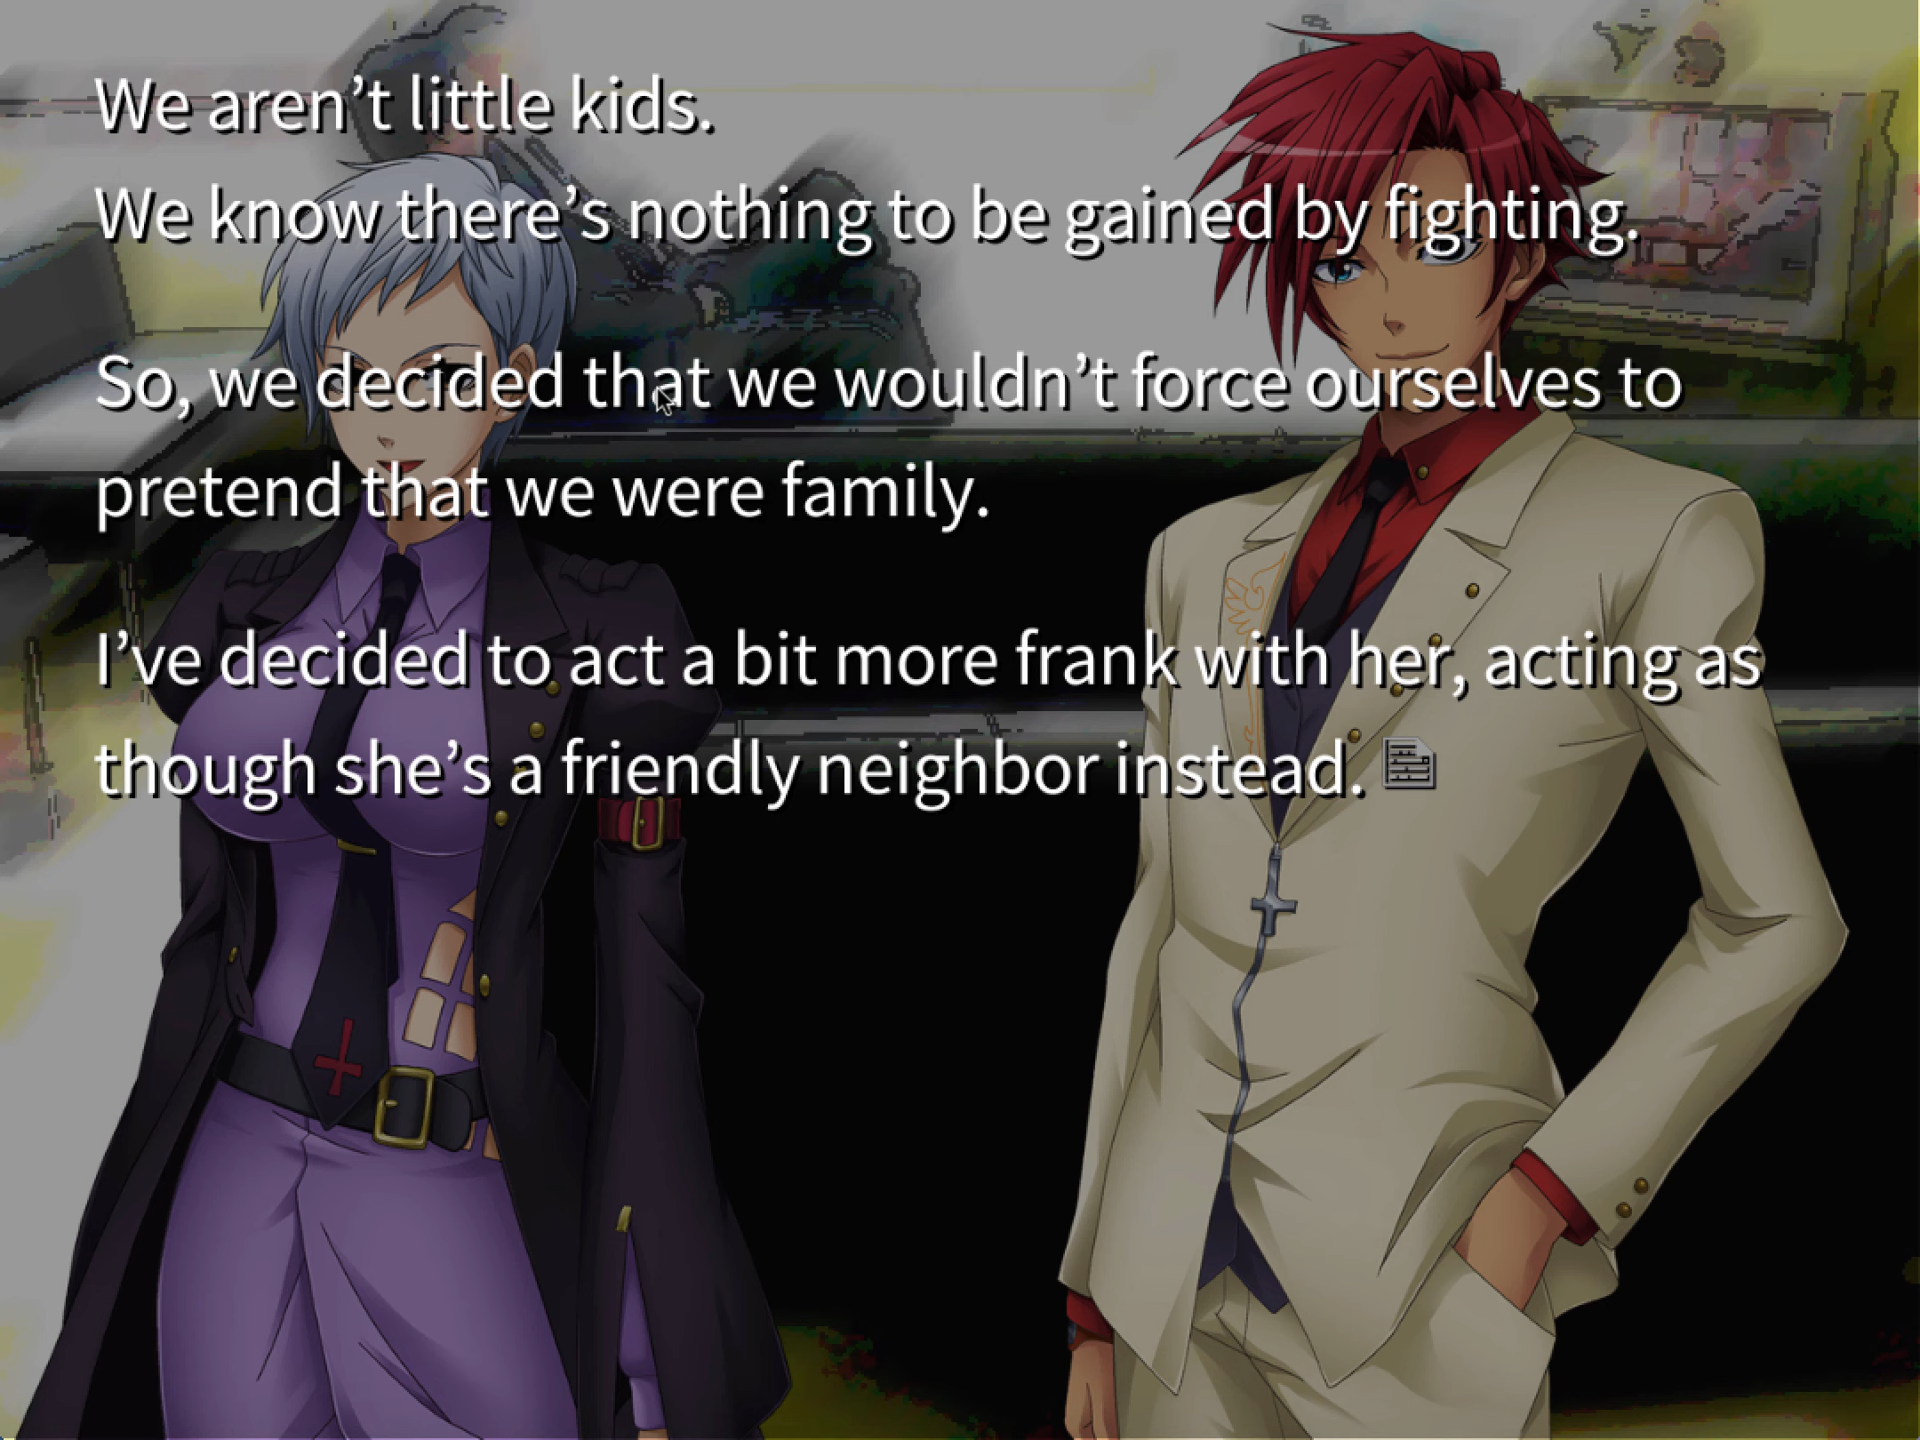 We aren’t little kids.
We know there’s nothing to be gained by fighting.
So, we decided that we wouldn’t force ourselves to
pretend that we were family.
I’ve decided to act a bit more frank with her, acting as
though she’s a friendly neighbor instead.